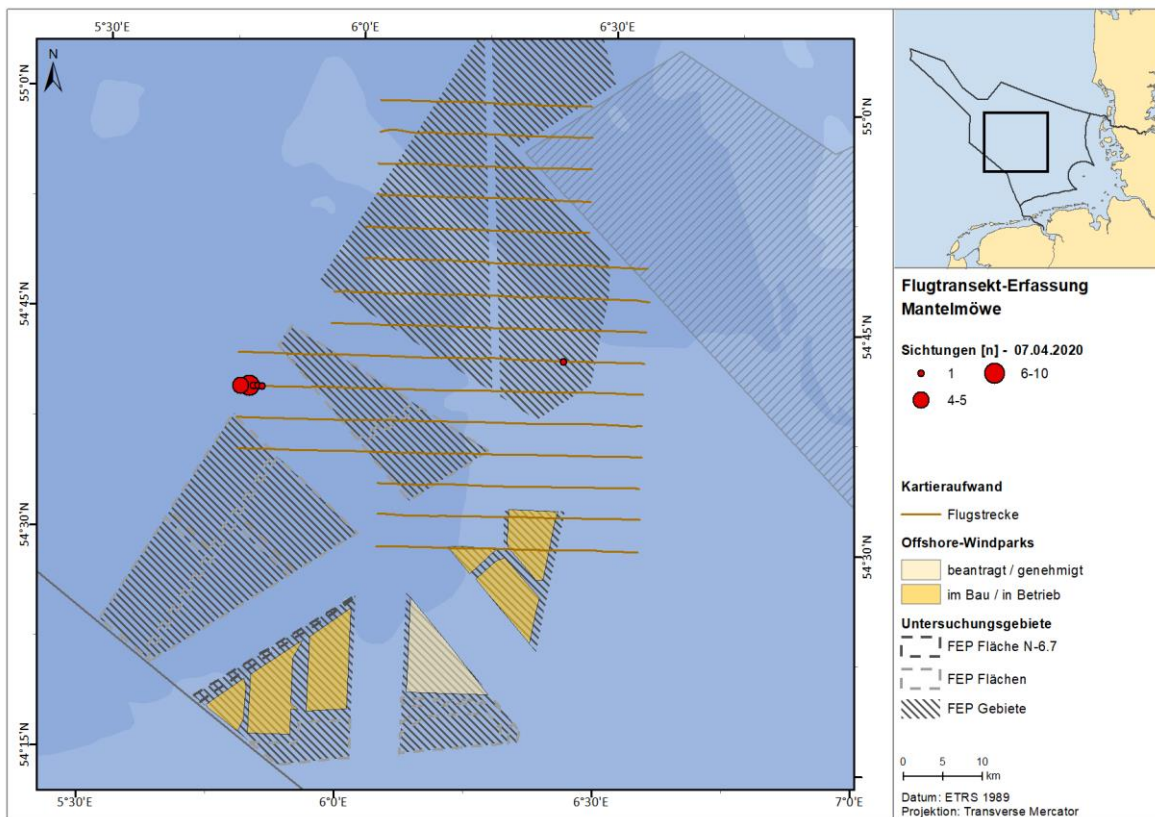 5°30'E
6°0'E
6°30'E
N
55°0'N
55°0'N
54°45'N
54°45'N
54°30'N
54°30'N
54°15'N
5°30'E
6°0'E
6°30'E
7°0'E
Flugtransekt-Erfassung
Mantelmöwe
Sichtungen [n] - 07.04.2020
1
6-10
4-5
Kartieraufwand
Flugstrecke
Offshore-Windparks
beantragt / genehmigt
im Bau / in Betrieb
Untersuchungsgebiete
FEP Fläche N-6.7
FEP Flächen
FEP Gebiete
0 5 10
km
Datum: ETRS 1989
Projektion: Transverse Mercator